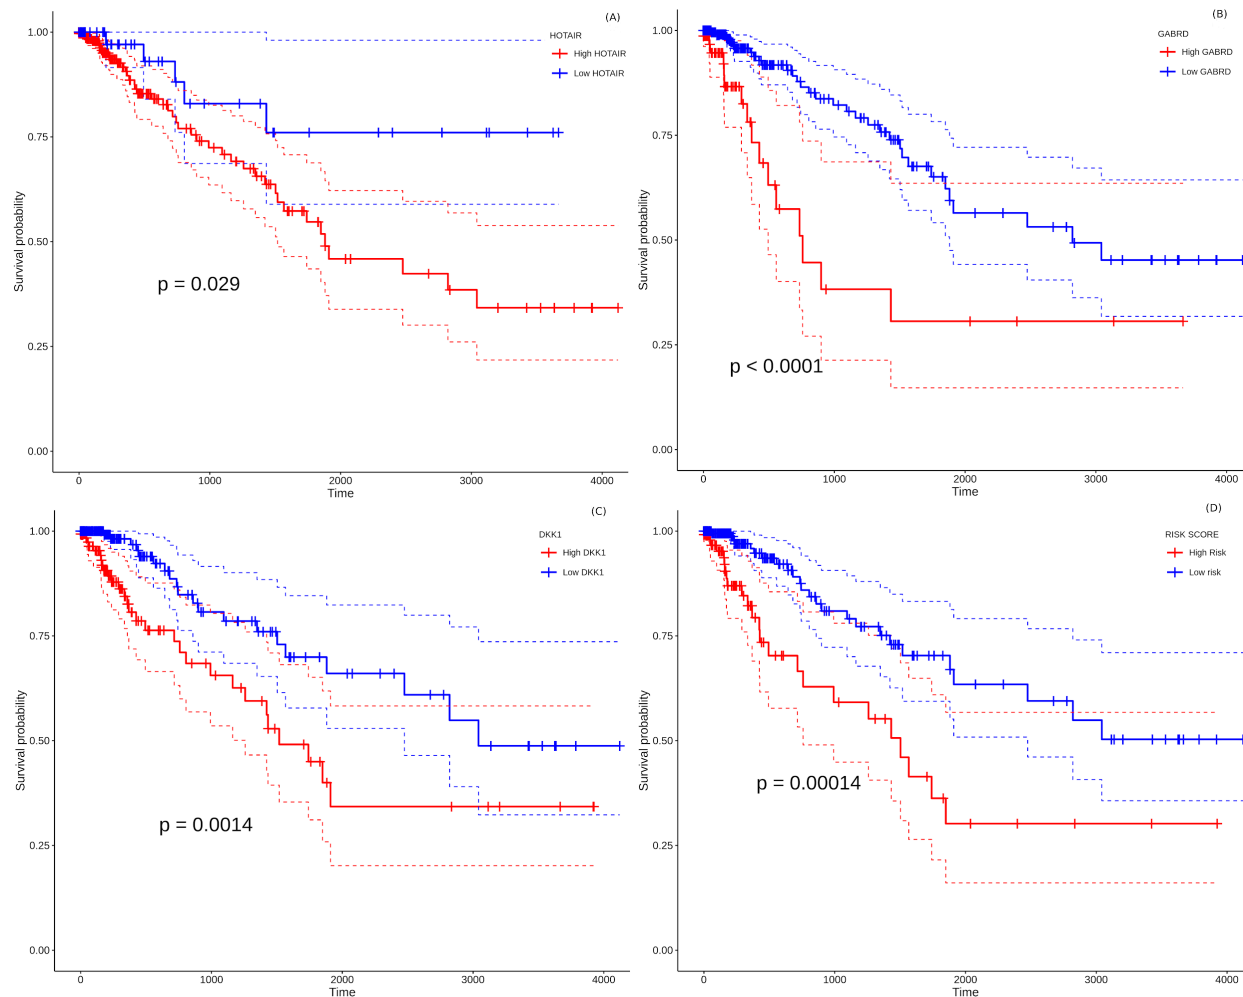 (A)
HOTAIR
High HOTAIR
Low HOTAIR
1.00
0.75
0.50
0.25
0.00
Survival probability
p = 0.029
0 1000 2000 3000 4000
Time
(B)
GABRD
High GABRD
Low GABRD
1.00
0.75
0.50
0.25
0.00
Survival probability
p < 0.0001
0 1000 2000 3000 4000
Time
(C)
DKK1
High DKK1
Low DKK1
1.00
0.75
0.50
0.25
0.00
Survival probability
p = 0.0014
0 1000 2000 3000 4000
Time
(D)
RISK SCORE
High Risk
Low risk
1.00
0.75
0.50
0.25
0.00
Survival probability
p = 0.00014
0 1000 2000 3000 4000
Time